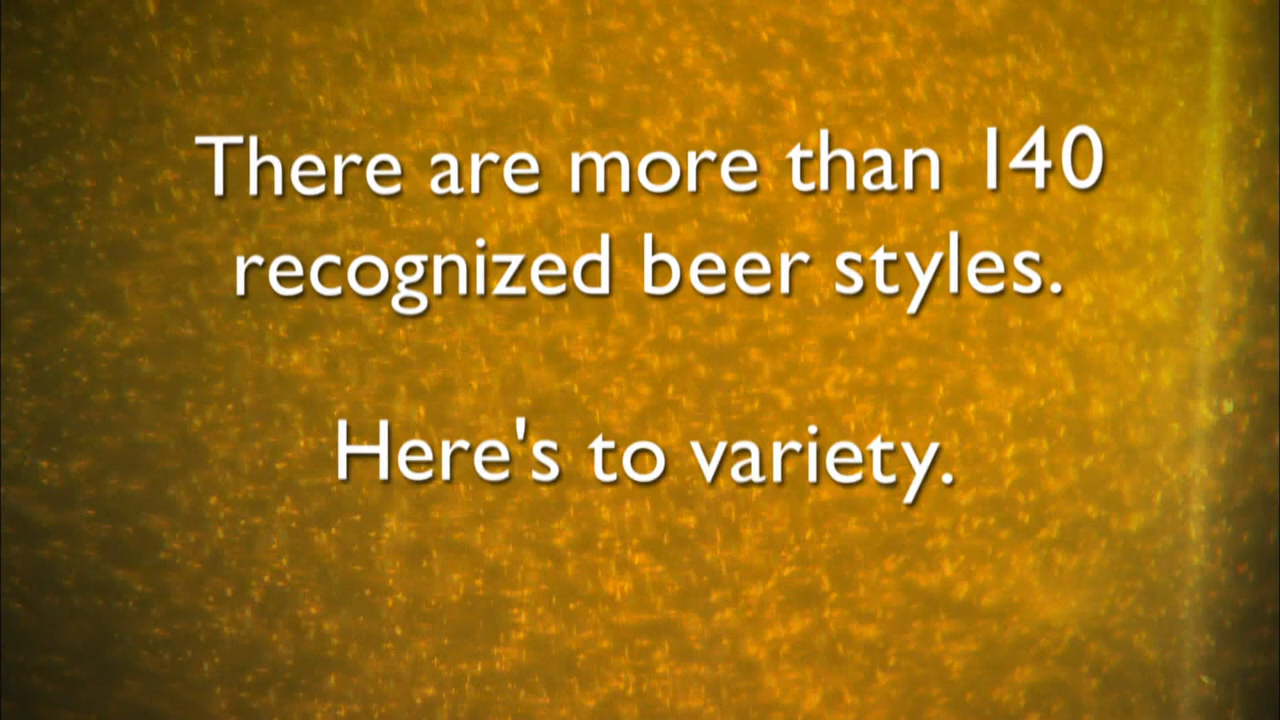 There are more than 140
recognized beer styles.
Here's to variety.